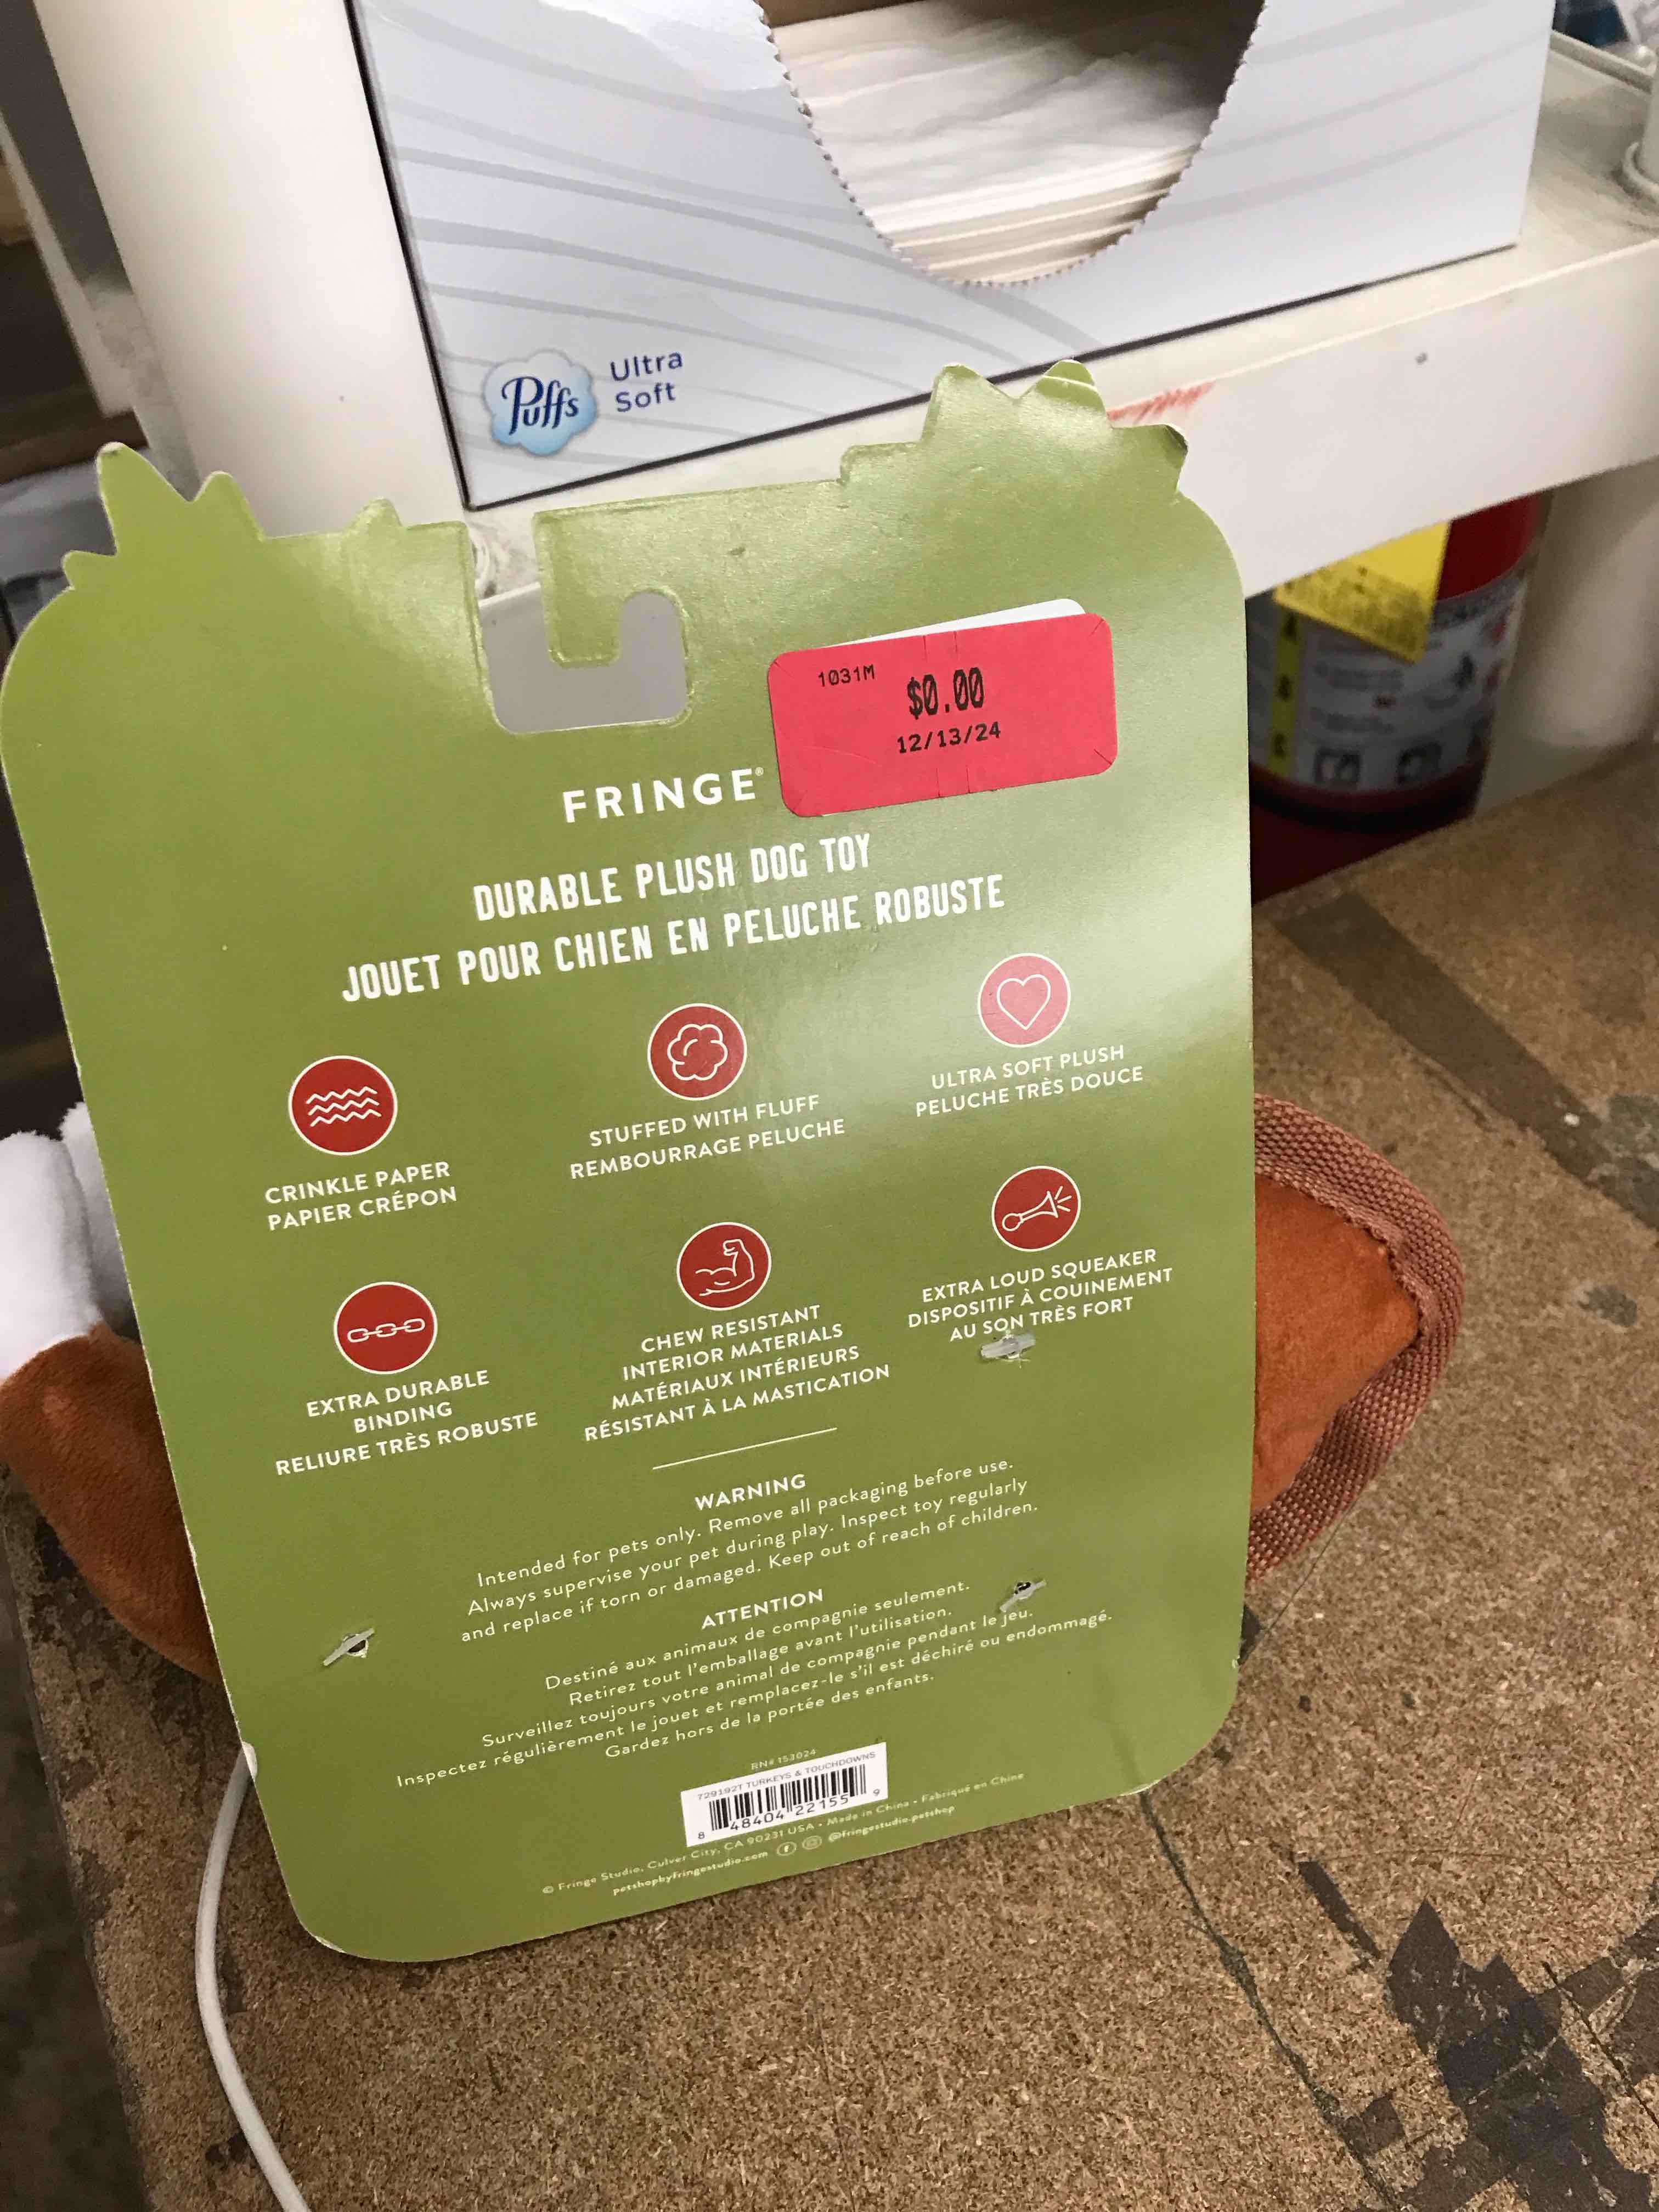 Puffs
Ultra
Soft
1031M
$0.00
12/13/24
FRINGE®
DURABLE PLUSH DOG TOY
JOUET POUR CHIEN EN PELUCHE ROBUSTE
CRINKLE PAPER
PAPIER CRÉPON
STUFFED WITH FLUFF
REMBOURRAGE PELUCHE
ULTRA SOFT PLUSH
PELUCHE TRÈS DOUCE
EXTRA DURABLE
BINDING
RELIURE TRÈS ROBUSTE
CHEW RESISTANT
INTERIOR MATERIALS
MATÉRIAUX INTÉRIEURS
RÉSISTANT À LA MASTICATION
EXTRA LOUD SQUEAKER
DISPOSITIF À COUINEMENT
AU SON TRÈS FORT
WARNING
Intended for pets only. Remove all packaging before use.
Always supervise your pet during play. Inspect toy regularly
and replace if torn or damaged. Keep out of reach of children.
ATTENTION
Destiné aux animaux de compagnie seulement.
Retirez tout l'emballage avant l'utilisation.
Surveillez toujours votre animal de compagnie pendant le jeu.
Inspectez régulièrement le jouet et remplacez-le s'il est déchiré ou endommagé.
Gardez hors de la portée des enfants.
RN# 153024
729192T TURKEYS & TOUCHDOWNS
8 48404 22155 9
© Fringe Studio, Culver City, CA 90231 USA • Made in China • Fabriqué en Chine
petshopbyfringestudio.com @fringestudio.petshop